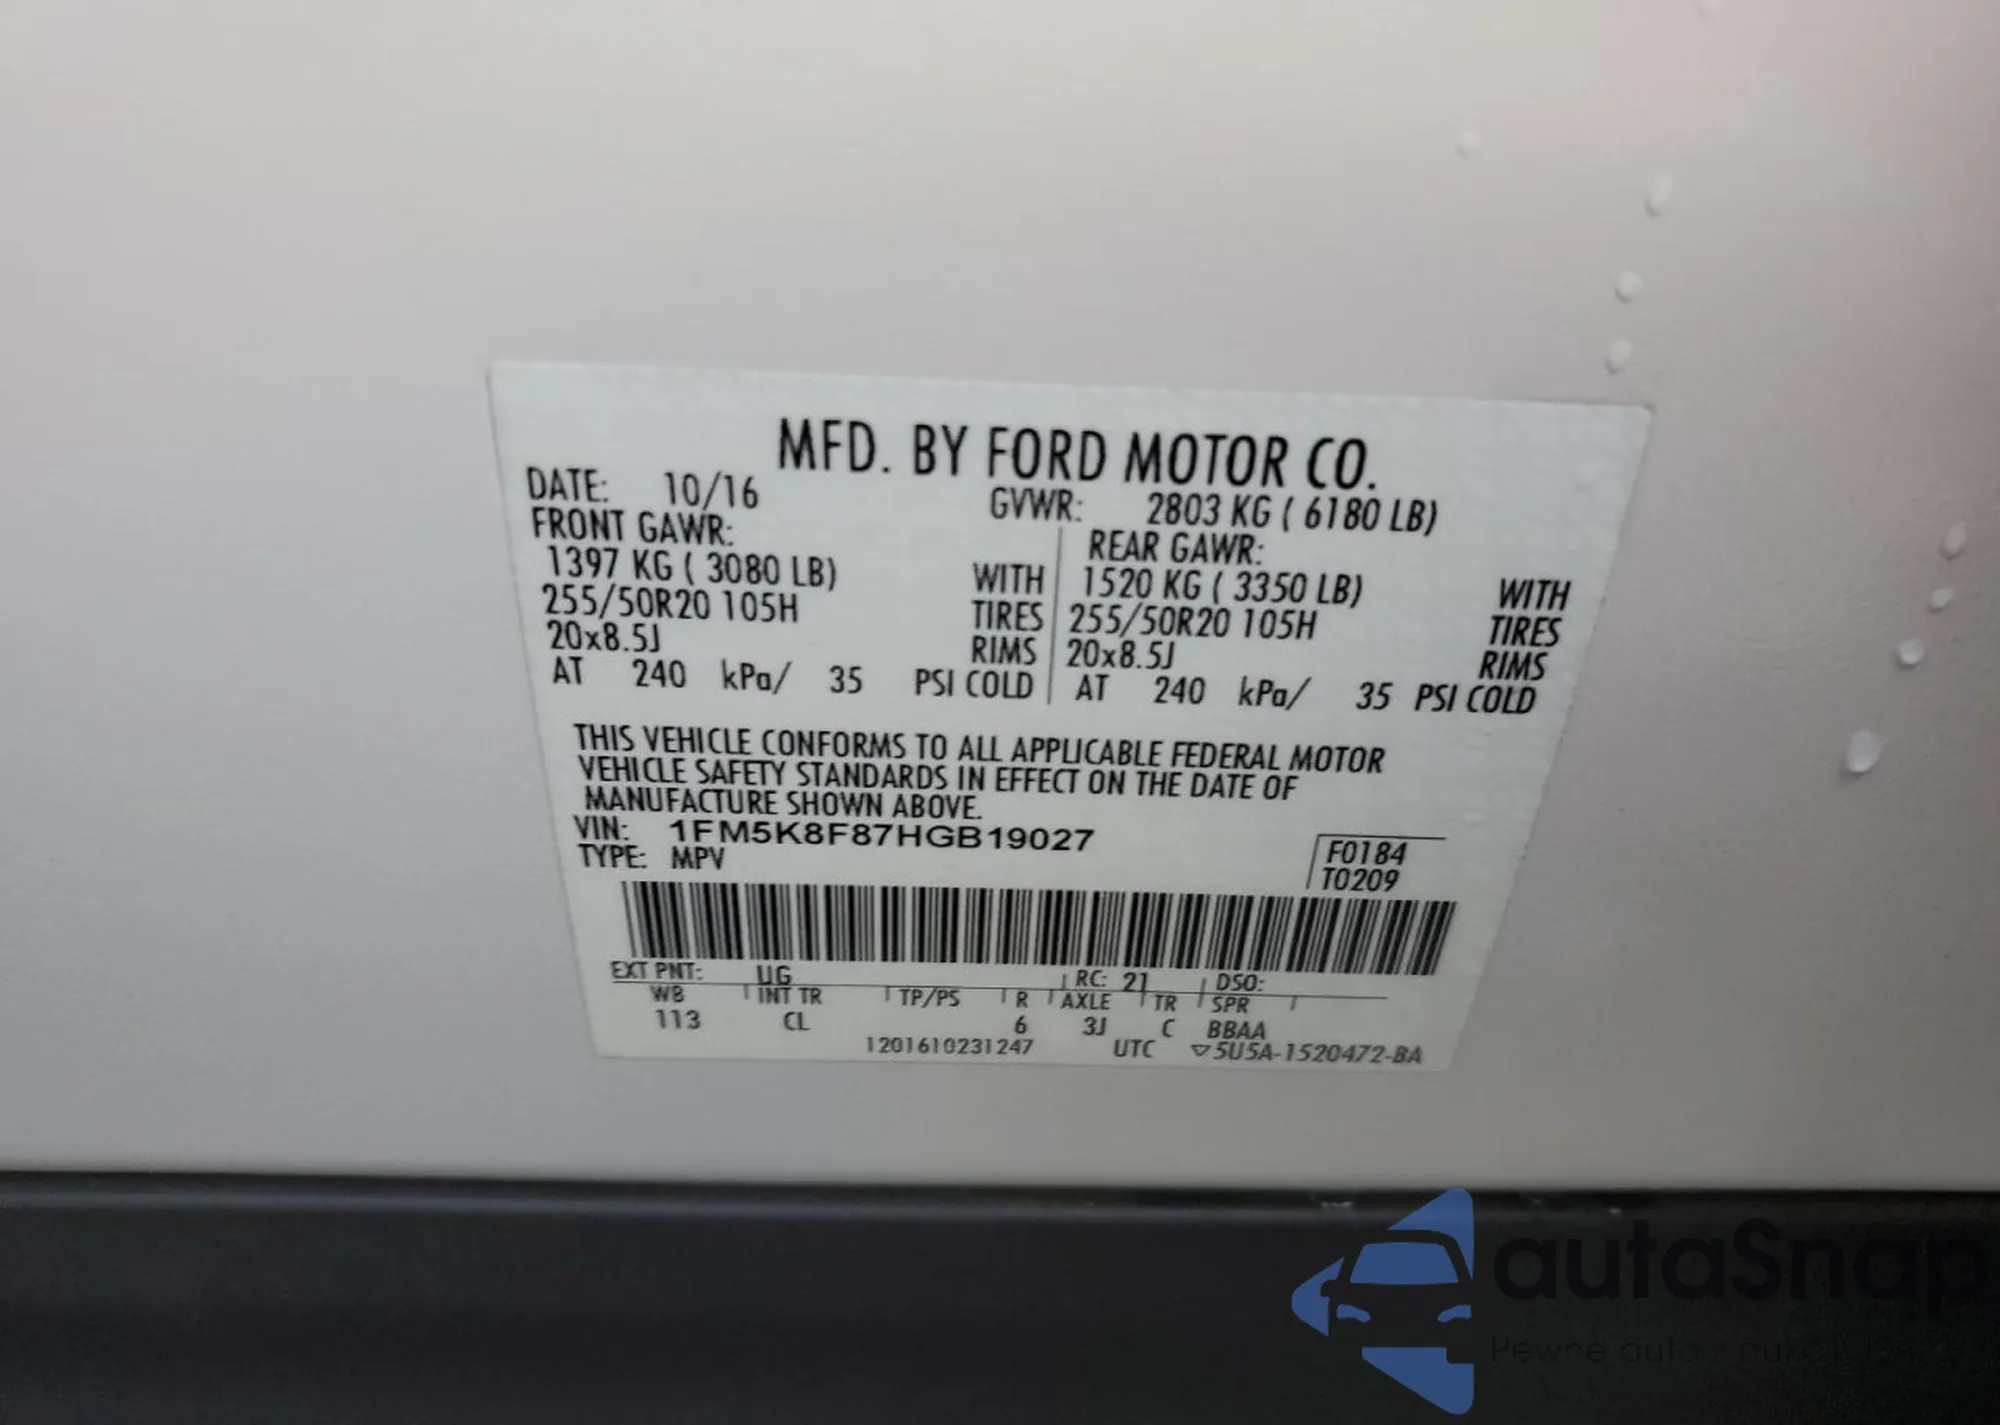 MFD. BY FORD MOTOR CO.
DATE: 10/16 GVWR: 2803 KG ( 6180 LB)
FRONT GAWR: REAR GAWR:
1397 KG ( 3080 LB) WITH 1520 KG ( 3350 LB) WITH
255/50R20 105H TIRES 255/50R20 105H TIRES
20x8.5J RIMS 20x8.5J RIMS
AT 240 kPa/ 35 PSI COLD AT 240 kPa/ 35 PSI COLD
THIS VEHICLE CONFORMS TO ALL APPLICABLE FEDERAL MOTOR
VEHICLE SAFETY STANDARDS IN EFFECT ON THE DATE OF
MANUFACTURE SHOWN ABOVE.
VIN: 1FM5K8F87HGB19027
TYPE: MPV
F0184
T0209
EXT PNT: UG RC: 21 DSO:
WB INT TR TP/PS R AXLE TR SPR
113 CL 6 3J C BBAA
1201610231247 UTC ▽5U5A-1520472-BA
autaSnap
Pewne auta z aukcji